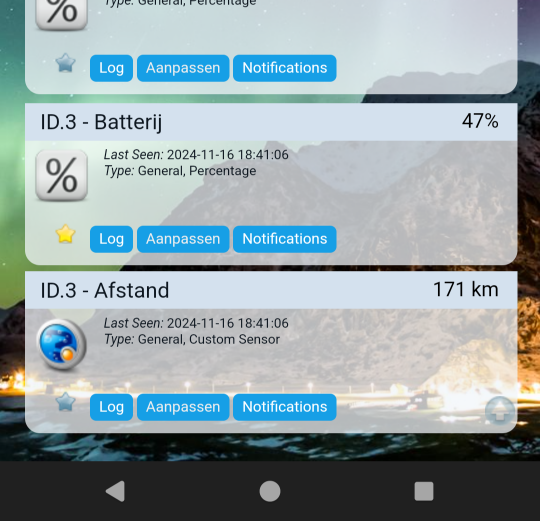 Type: General, Percentage
Log Aanpassen Notifications
ID.3 - Batterij 47%
Last Seen: 2024-11-16 18:41:06
Type: General, Percentage
Log Aanpassen Notifications
ID.3 - Afstand 171 km
Last Seen: 2024-11-16 18:41:06
Type: General, Custom Sensor
Log Aanpassen Notifications